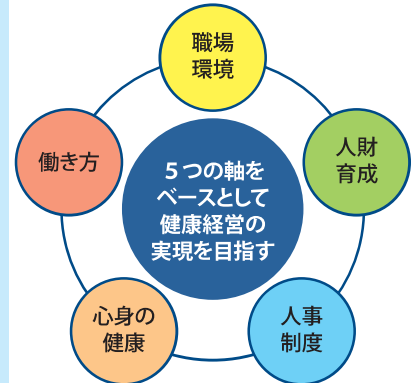 職場
環境
人財
育成
人事
制度
心身の
健康
働き方
5つの軸を
ベースとして
健康経営の
実現を目指す